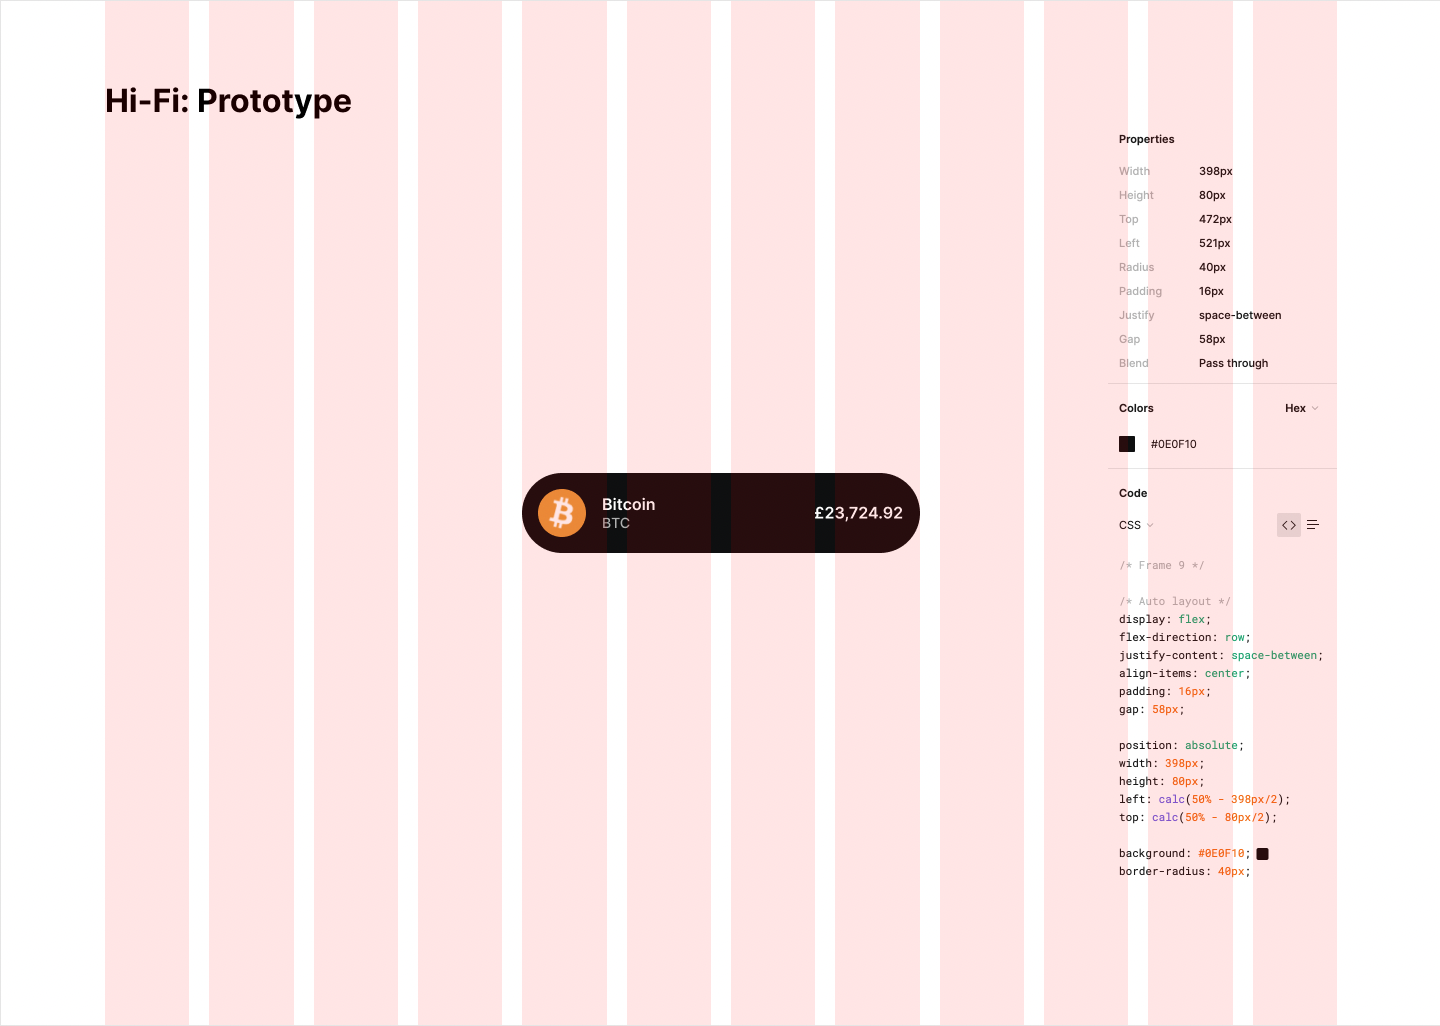 Hi-Fi: Prototype
Properties
Width 398px
Height 80px
Top 472px
Left 521px
Radius 40px
Padding 16px
Justify space-between
Gap 58px
Blend Pass through
Colors Hex
#0E0F10
Bitcoin
BTC
£23,724.92
Code
CSS
/* Frame 9 */
/* Auto layout */
display: flex;
flex-direction: row;
justify-content: space-between;
align-items: center;
padding: 16px;
gap: 58px;
position: absolute;
width: 398px;
height: 80px;
left: calc(50% - 398px/2);
top: calc(50% - 80px/2);
background: #0E0F10;
border-radius: 40px;